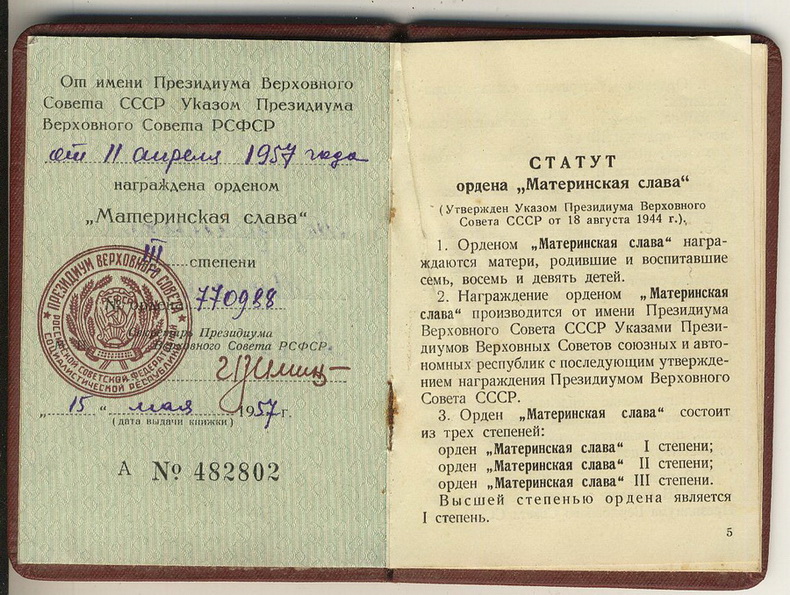 От имени Президиума Верховного
Совета СССР Указом Президиума
Верховного Совета РСФСР
от 11 апреля 1957 года
награждена орденом
„Материнская слава“
III степени
№ 770928
Секретарь Президиума
Верховного Совета РСФСР
„15“ мая 1957 г.
(дата выдачи книжки)
А № 482802
ПРЕЗИДИУМ ВЕРХОВНОГО СОВЕТА
РОССИЙСКОЙ СОВЕТСКОЙ ФЕДЕРАТИВНОЙ
СОЦИАЛИСТИЧЕСКОЙ РЕСПУБЛИКИ
СТАТУТ
ордена „Материнская слава“
(Утвержден Указом Президиума Верховного
Совета СССР от 18 августа 1944 г.)
1. Орденом „Материнская слава“ награ-
ждаются матери, родившие и воспитавшие
семь, восемь и девять детей.
2. Награждение орденом „Материнская
слава“ производится от имени Президиума
Верховного Совета СССР Указами Прези-
диумов Верховных Советов союзных и авто-
номных республик с последующим утвержде-
нием награждения Президиумом Верховного
Совета СССР.
3. Орден „Материнская слава“ состоит
из трех степеней:
орден „Материнская слава“ I степени;
орден „Материнская слава“ II степени;
орден „Материнская слава“ III степени.
Высшей степенью ордена является
I степень.
5